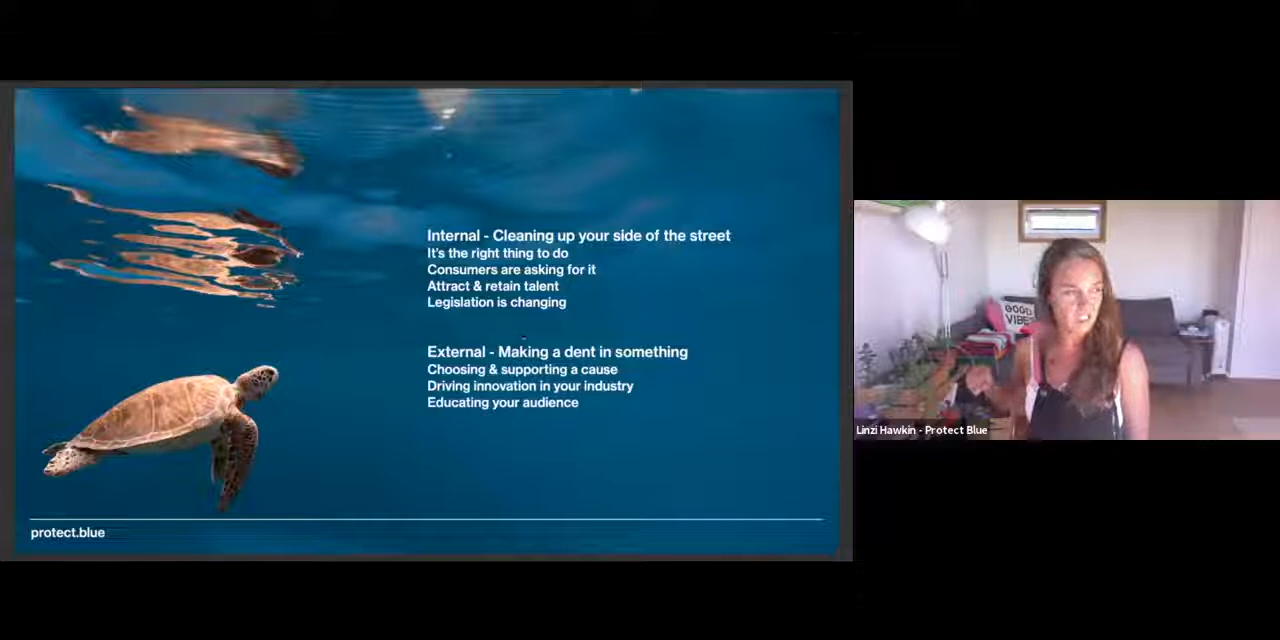 Internal - Cleaning up your side of the street
It's the right thing to do
Consumers are asking for it
Attract & retain talent
Legislation is changing
External - Making a dent in something
Choosing & supporting a cause
Driving innovation in your industry
Educating your audience
protect.blue
GOOD
VIBES
Linzi Hawkin - Protect Blue